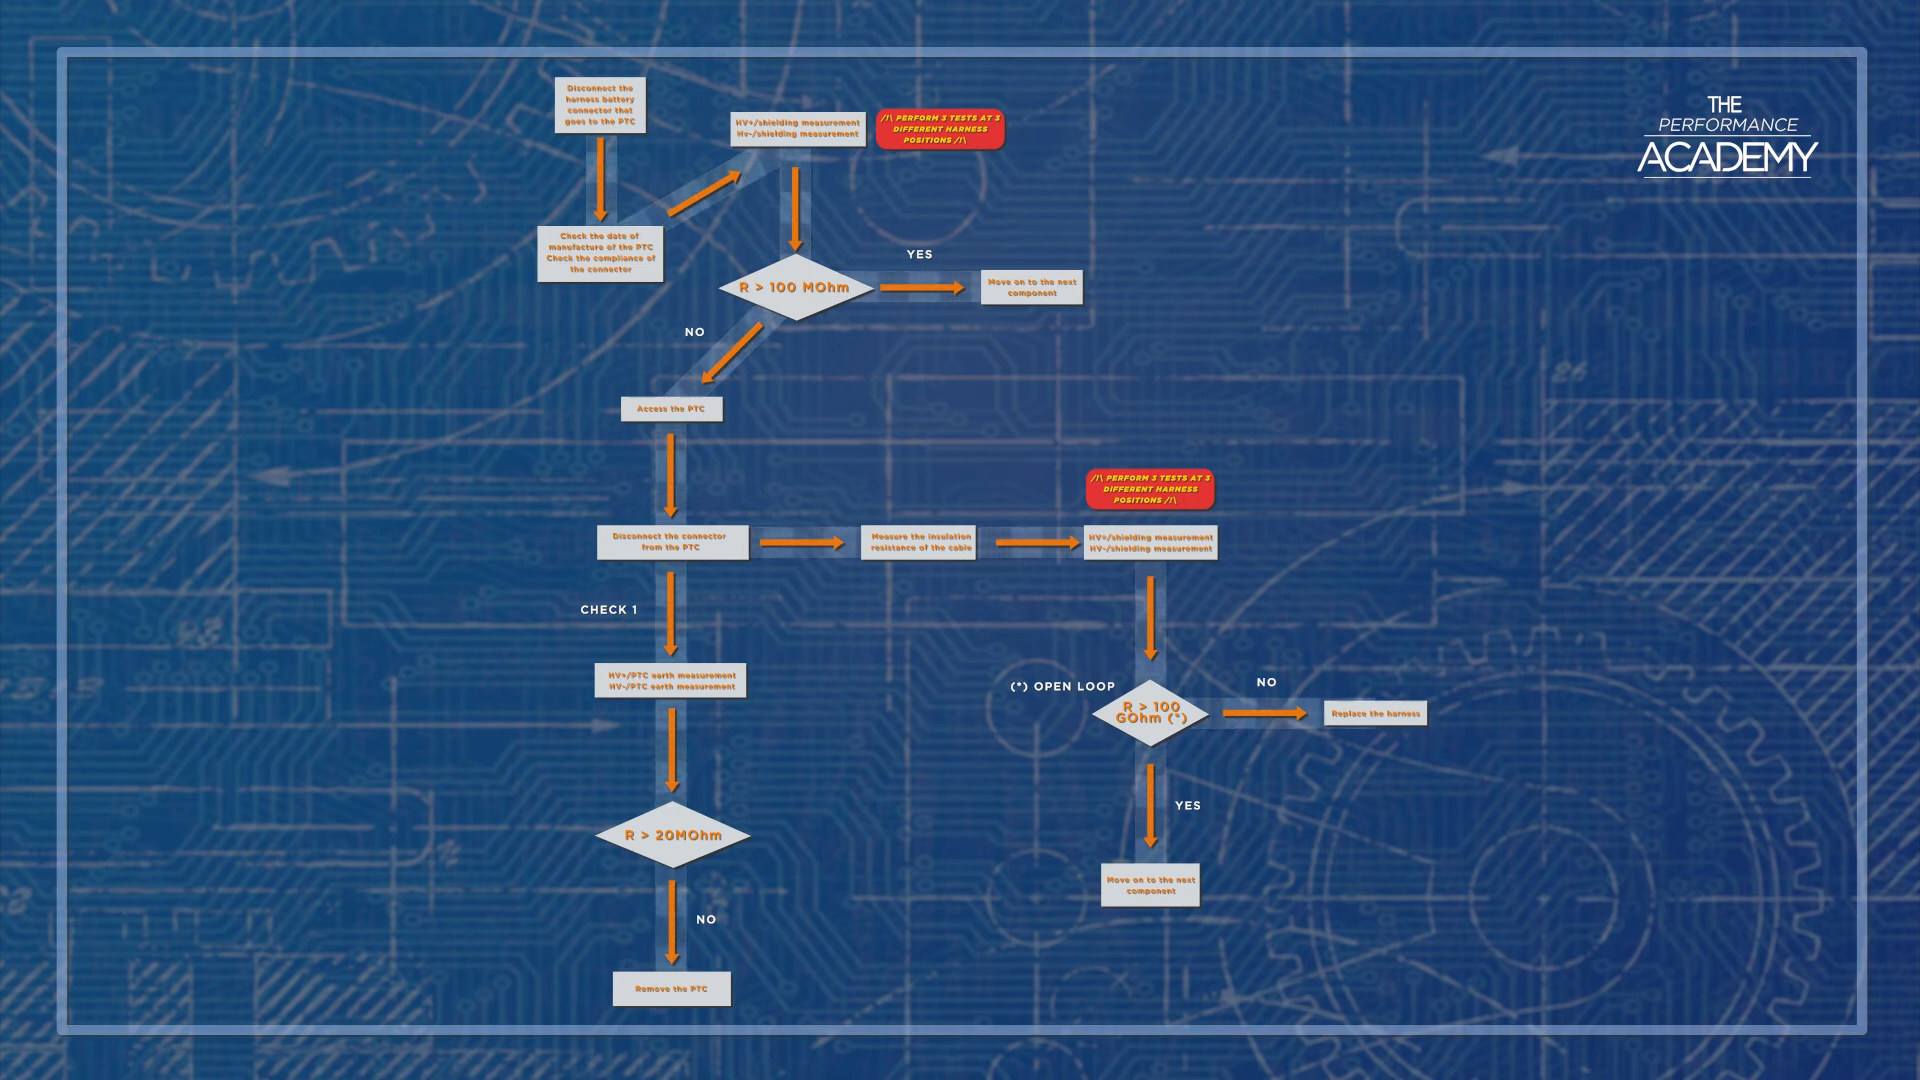 Disconnect the
harness battery
connector that
goes to the PTC
HV+/shielding measurement
Hv-/shielding measurement
/!\ PERFORM 3 TESTS AT 3
DIFFERENT HARNESS
POSITIONS /!\
THE
PERFORMANCE
ACADEMY
Check the date of
manufacture of the PTC
Check the compliance of
the connector
R > 100 MOhm
YES
Move on to the next
component
NO
Access the PTC
/!\ PERFORM 3 TESTS AT 3
DIFFERENT HARNESS
POSITIONS /!\
Disconnect the connector
from the PTC
Measure the insulation
resistance of the cable
HV+/shielding measurement
HV-/shielding measurement
CHECK 1
HV+/PTC earth measurement
HV-/PTC earth measurement
(*) OPEN LOOP
R > 100
GOhm (*)
NO
Replace the harness
YES
R > 20MOhm
Move on to the next
component
NO
Remove the PTC
26